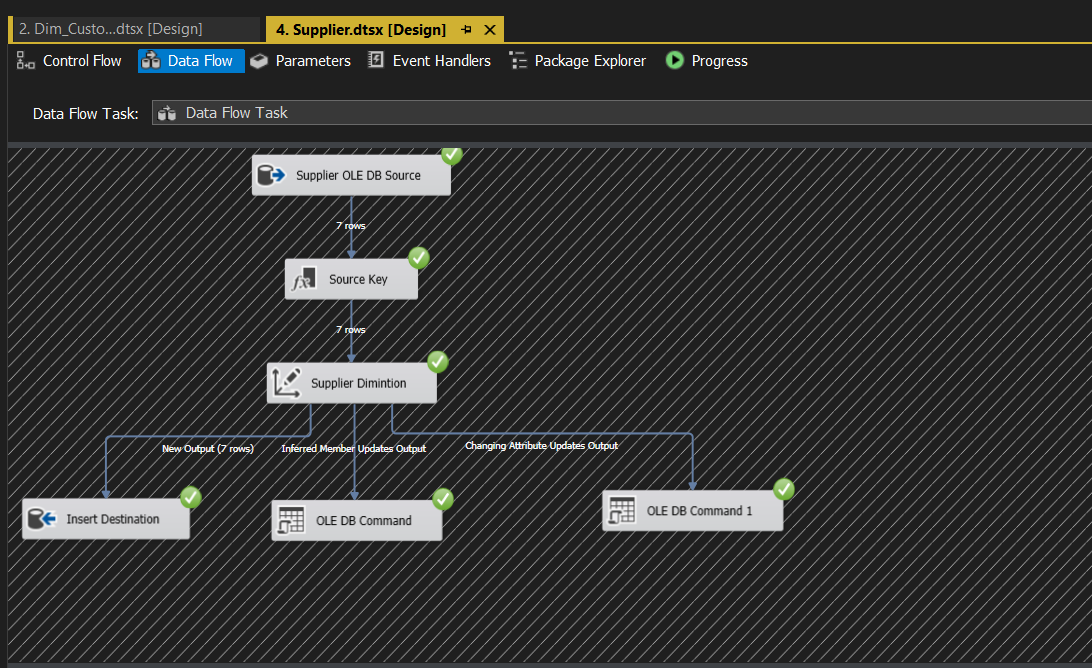 2. Dim_Custo...dtsx [Design]
4. Supplier.dtsx [Design]
Control Flow
Data Flow
Parameters
Event Handlers
Package Explorer
Progress
Data Flow Task:
Data Flow Task
Supplier OLE DB Source
7 rows
Source Key
7 rows
Supplier Dimintion
New Output (7 rows)
Inferred Member Updates Output
Changing Attribute Updates Output
Insert Destination
OLE DB Command
OLE DB Command 1